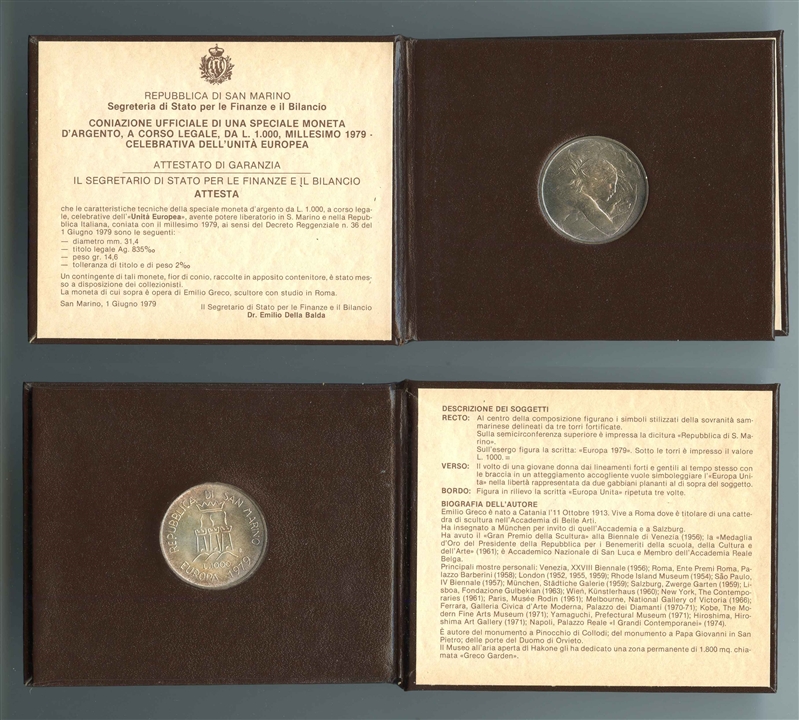 REPUBBLICA DI SAN MARINO
Segreteria di Stato per le Finanze e il Bilancio
CONIAZIONE UFFICIALE DI UNA SPECIALE MONETA
D'ARGENTO, A CORSO LEGALE, DA L. 1.000, MILLESIMO 1979 -
CELEBRATIVA DELL'UNITÀ EUROPEA
ATTESTATO DI GARANZIA
IL SEGRETARIO DI STATO PER LE FINANZE E IL BILANCIO
ATTESTA
che le caratteristiche tecniche della speciale moneta d'argento da L. 1.000, a corso lega-
le, celebrative dell'«Unità Europea», avente potere liberatorio in S. Marino e nella Repub-
blica Italiana, coniata con il millesimo 1979, ai sensi del Decreto Reggenziale n. 36 del
1 Giugno 1979 sono le seguenti:
— diametro mm. 31,4
— titolo legale Ag. 835‰
— peso gr. 14,6
— tolleranza di titolo e di peso 2‰
Un contingente di tali monete, fior di conio, raccolte in apposito contenitore, è stato mes-
so a disposizione dei collezionisti.
La moneta di cui sopra è opera di Emilio Greco, scultore con studio in Roma.
San Marino, 1 Giugno 1979
Il Segretario di Stato per le Finanze e il Bilancio
Dr. Emilio Della Balda
REPUBBLICA DI SAN MARINO
L. 1000
EUROPA 1979
DESCRIZIONE DEI SOGGETTI
RECTO: Al centro della composizione figurano i simboli stilizzati della sovranità sam-
marinese delineati da tre torri fortificate.
Sulla semicirconferenza superiore è impressa la dicitura «Repubblica di S. Ma-
rino».
Sull'esergo figura la scritta: «Europa 1979». Sotto le torri è impresso il valore
L. 1000. =
VERSO: Il volto di una giovane donna dai lineamenti forti e gentili al tempo stesso con
le braccia in un atteggiamento accogliente vuole simboleggiare l'«Europa Uni-
ta» nella libertà rappresentata da due gabbiani plananti al di sopra del soggetto.
BORDO: Figura in rilievo la scritta «Europa Unita» ripetuta tre volte.
BIOGRAFIA DELL'AUTORE
Emilio Greco è nato a Catania l'11 Ottobre 1913. Vive a Roma dove è titolare di una catte-
dra di scultura nell'Accademia di Belle Arti.
Ha insegnato a München per invito di quell'Accademia e a Salzburg.
Ha avuto il «Gran Premio della Scultura» alla Biennale di Venezia (1956); la «Medaglia
d'Oro del Presidente della Repubblica per i Benemeriti della scuola, della Cultura e
dell'Arte» (1961); è Accademico Nazionale di San Luca e Membro dell'Accademia Reale
Belga.
Principali mostre personali: Venezia, XXVIII Biennale (1956); Roma, Ente Premi Roma, Pa-
lazzo Barberini (1958); London (1952, 1955, 1959); Rhode Island Museum (1954); São Paulo,
IV Biennale (1957); München, Städtische Galerie (1959); Salzburg, Zwerge Garten (1959); Li-
sboa, Fondazione Gulbekian (1963); Wien, Künstlerhaus (1960); New York, The Contempo-
raries (1961); Paris, Musée Rodin (1961); Melbourne, National Gallery of Victoria (1966);
Ferrara, Galleria Civica d'Arte Moderna, Palazzo dei Diamanti (1970-71); Kobe, The Mo-
dern Fine Arts Museum (1971); Yamaguchi, Prefectural Museum (1971); Hiroshima, Hiro-
shima Art Gallery (1971); Napoli, Palazzo Reale «I Grandi Contemporanei» (1974).
È autore del monumento a Pinocchio di Collodi; del monumento a Papa Giovanni in San
Pietro; delle porte del Duomo di Orvieto.
Il Museo all'aria aperta di Hakone gli ha dedicato una zona permanente di 1.800 mq. chia-
mata «Greco Garden».